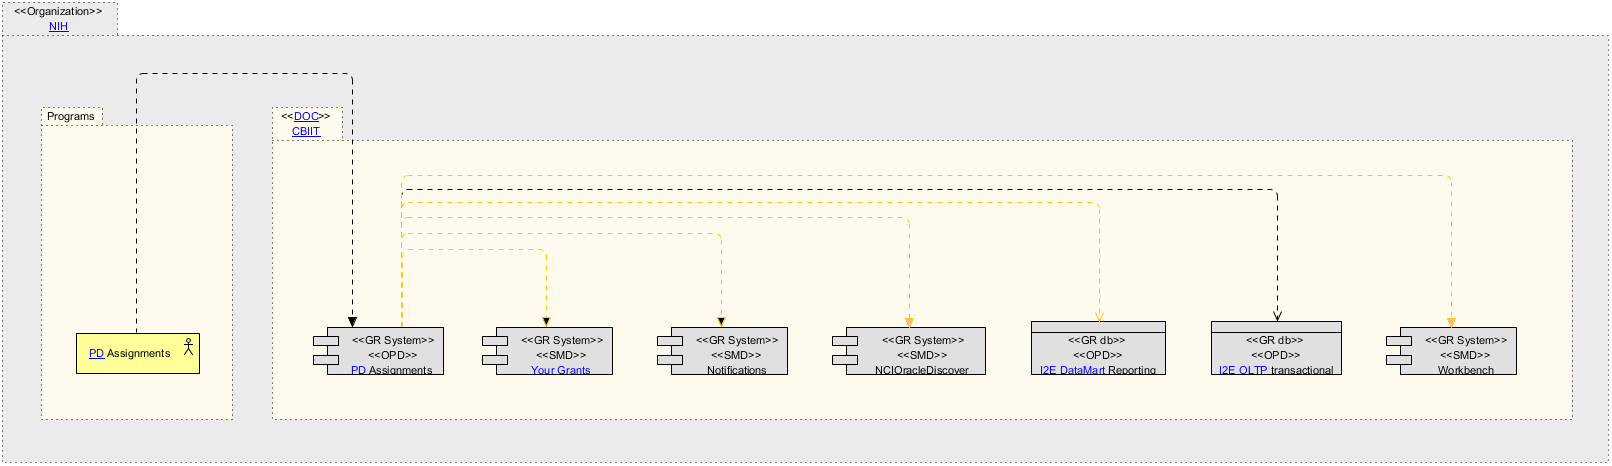 <<Organization>>
NIH
Programs
<<DOC>>
CBIIT
PD Assignments
<<GR System>>
<<OPD>>
PD Assignments
<<GR System>>
<<SMD>>
Your Grants
<<GR System>>
<<SMD>>
Notifications
<<GR System>>
<<SMD>>
NCIOracleDiscover
<<GR db>>
<<OPD>>
I2E DataMart Reporting
<<GR db>>
<<OPD>>
I2E OLTP transactional
<<GR System>>
<<SMD>>
Workbench